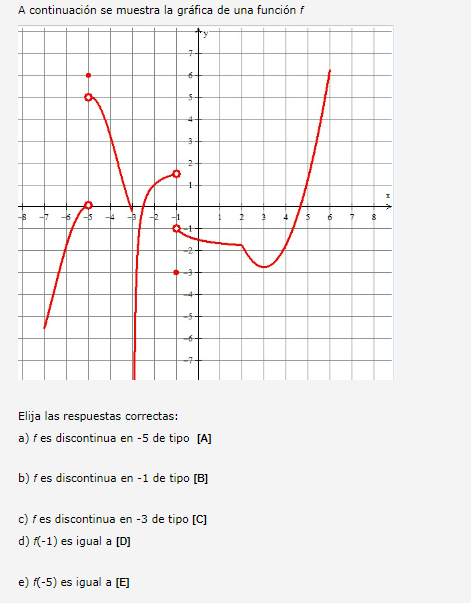 A continuación se muestra la gráfica de una función f
y
7
6
5
4
3
2
1
x
-8 -7 -6 -5 -4 -3 -2 -1 1 2 3 4 5 6 7 8
-1
-2
-3
-4
-5
-6
-7
Elija las respuestas correctas:
a) f es discontinua en -5 de tipo [A]
b) f es discontinua en -1 de tipo [B]
c) f es discontinua en -3 de tipo [C]
d) f(-1) es igual a [D]
e) f(-5) es igual a [E]